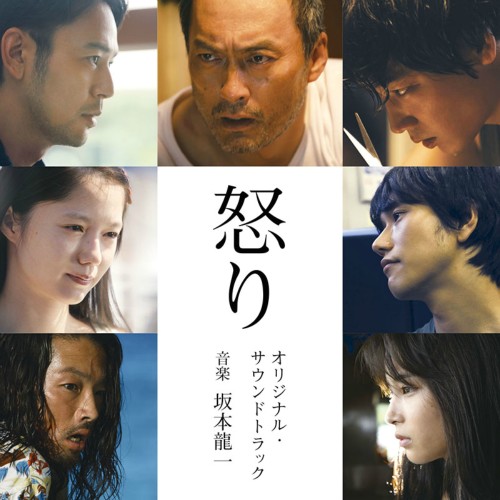 怒り
オリジナル・
サウンドトラック
音楽 坂本龍一